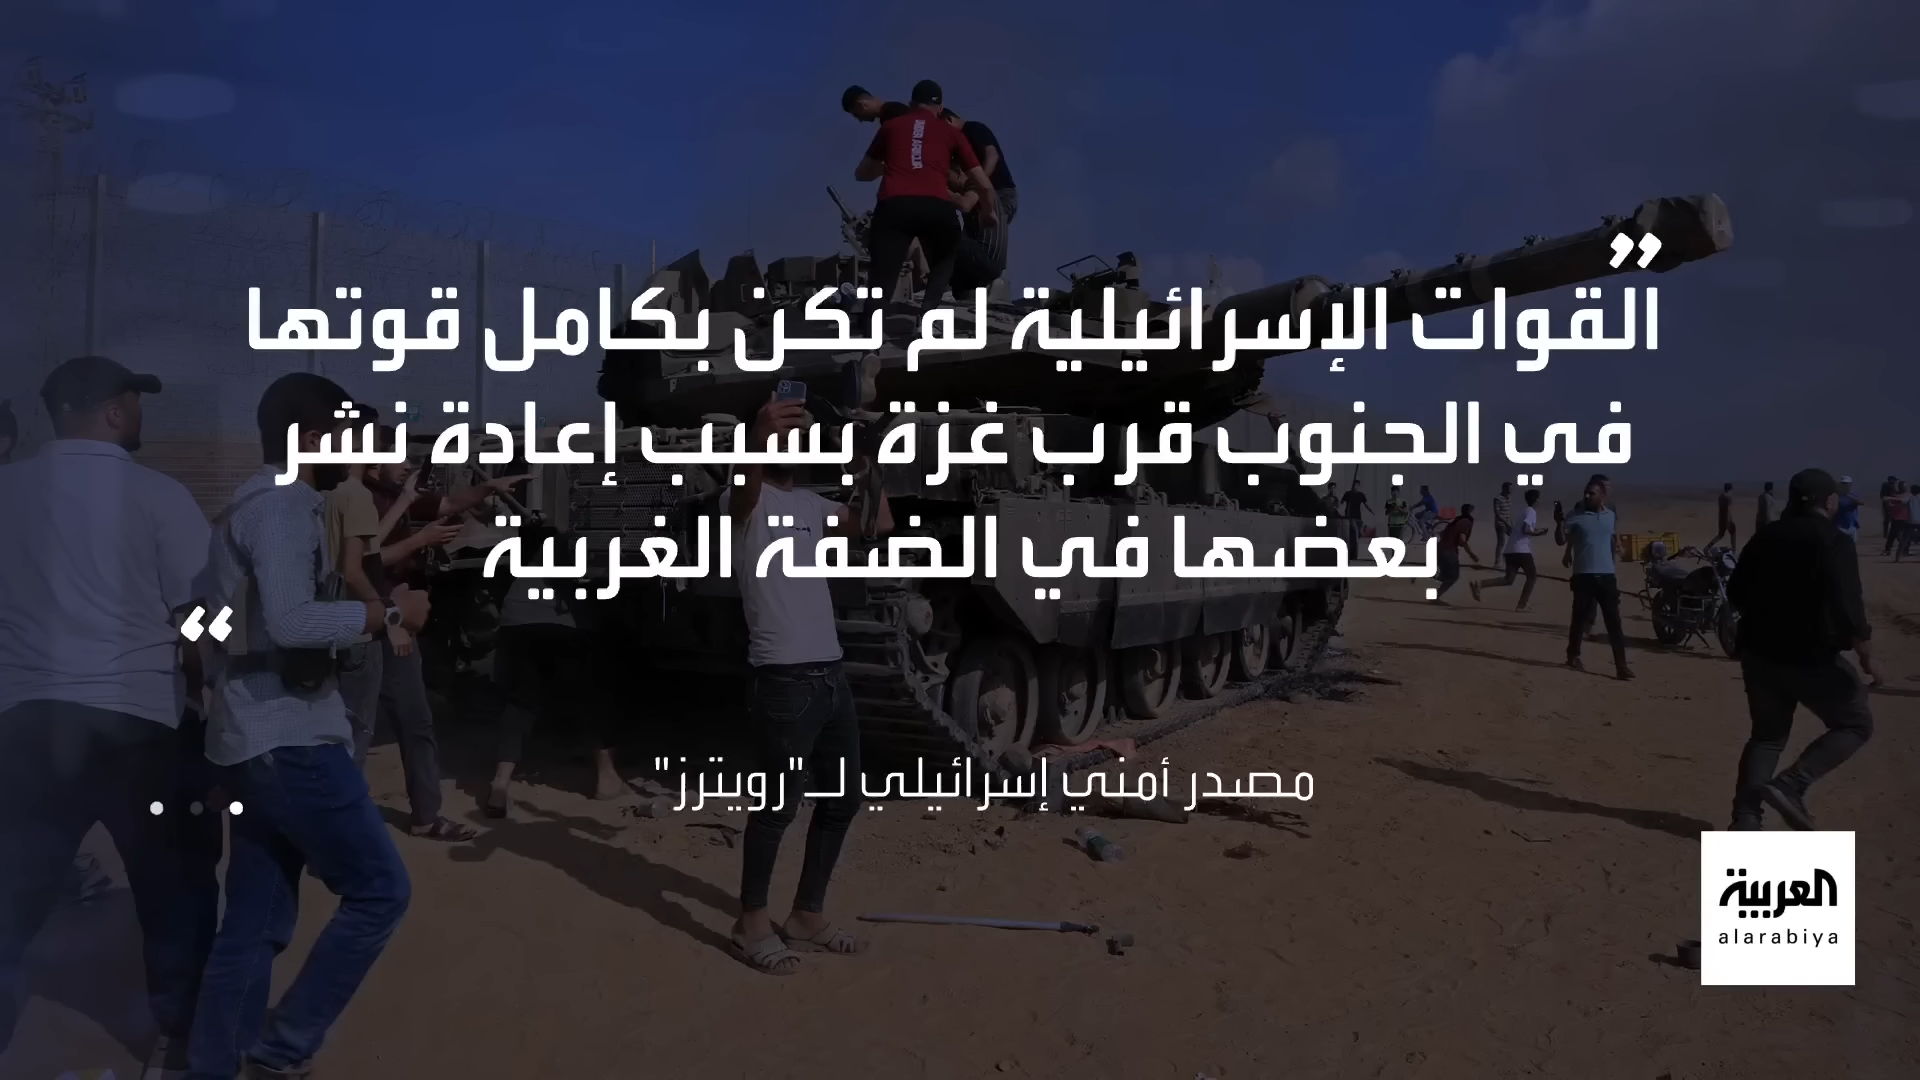 ”
القوات الإسرائيلية لم تكن بكامل قوتها
في الجنوب قرب غزة بسبب إعادة نشر
بعضها في الضفة الغربية
“
مصدر أمني إسرائيلي لـ "رويترز"
...
العربية
alarabiya